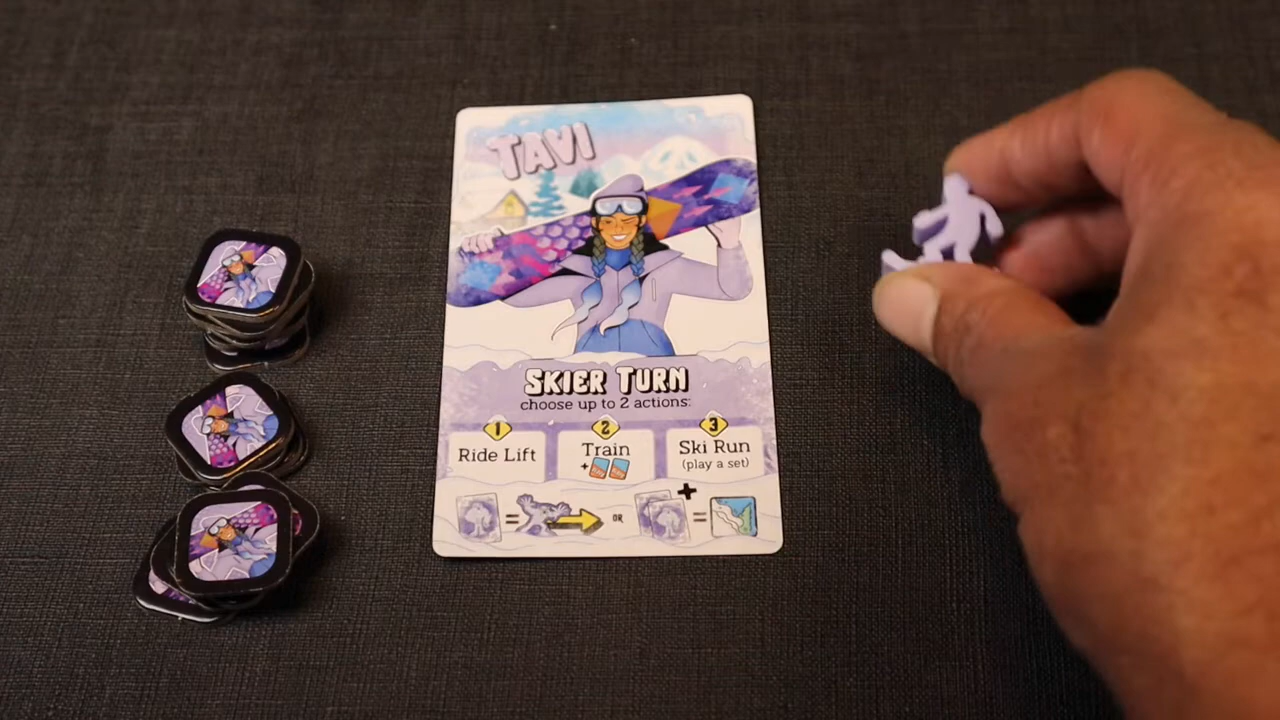 TAVI
SKIER TURN
choose up to 2 actions:
1 2 3
Ride Lift Train Ski Run
+ (play a set)
= OR + =